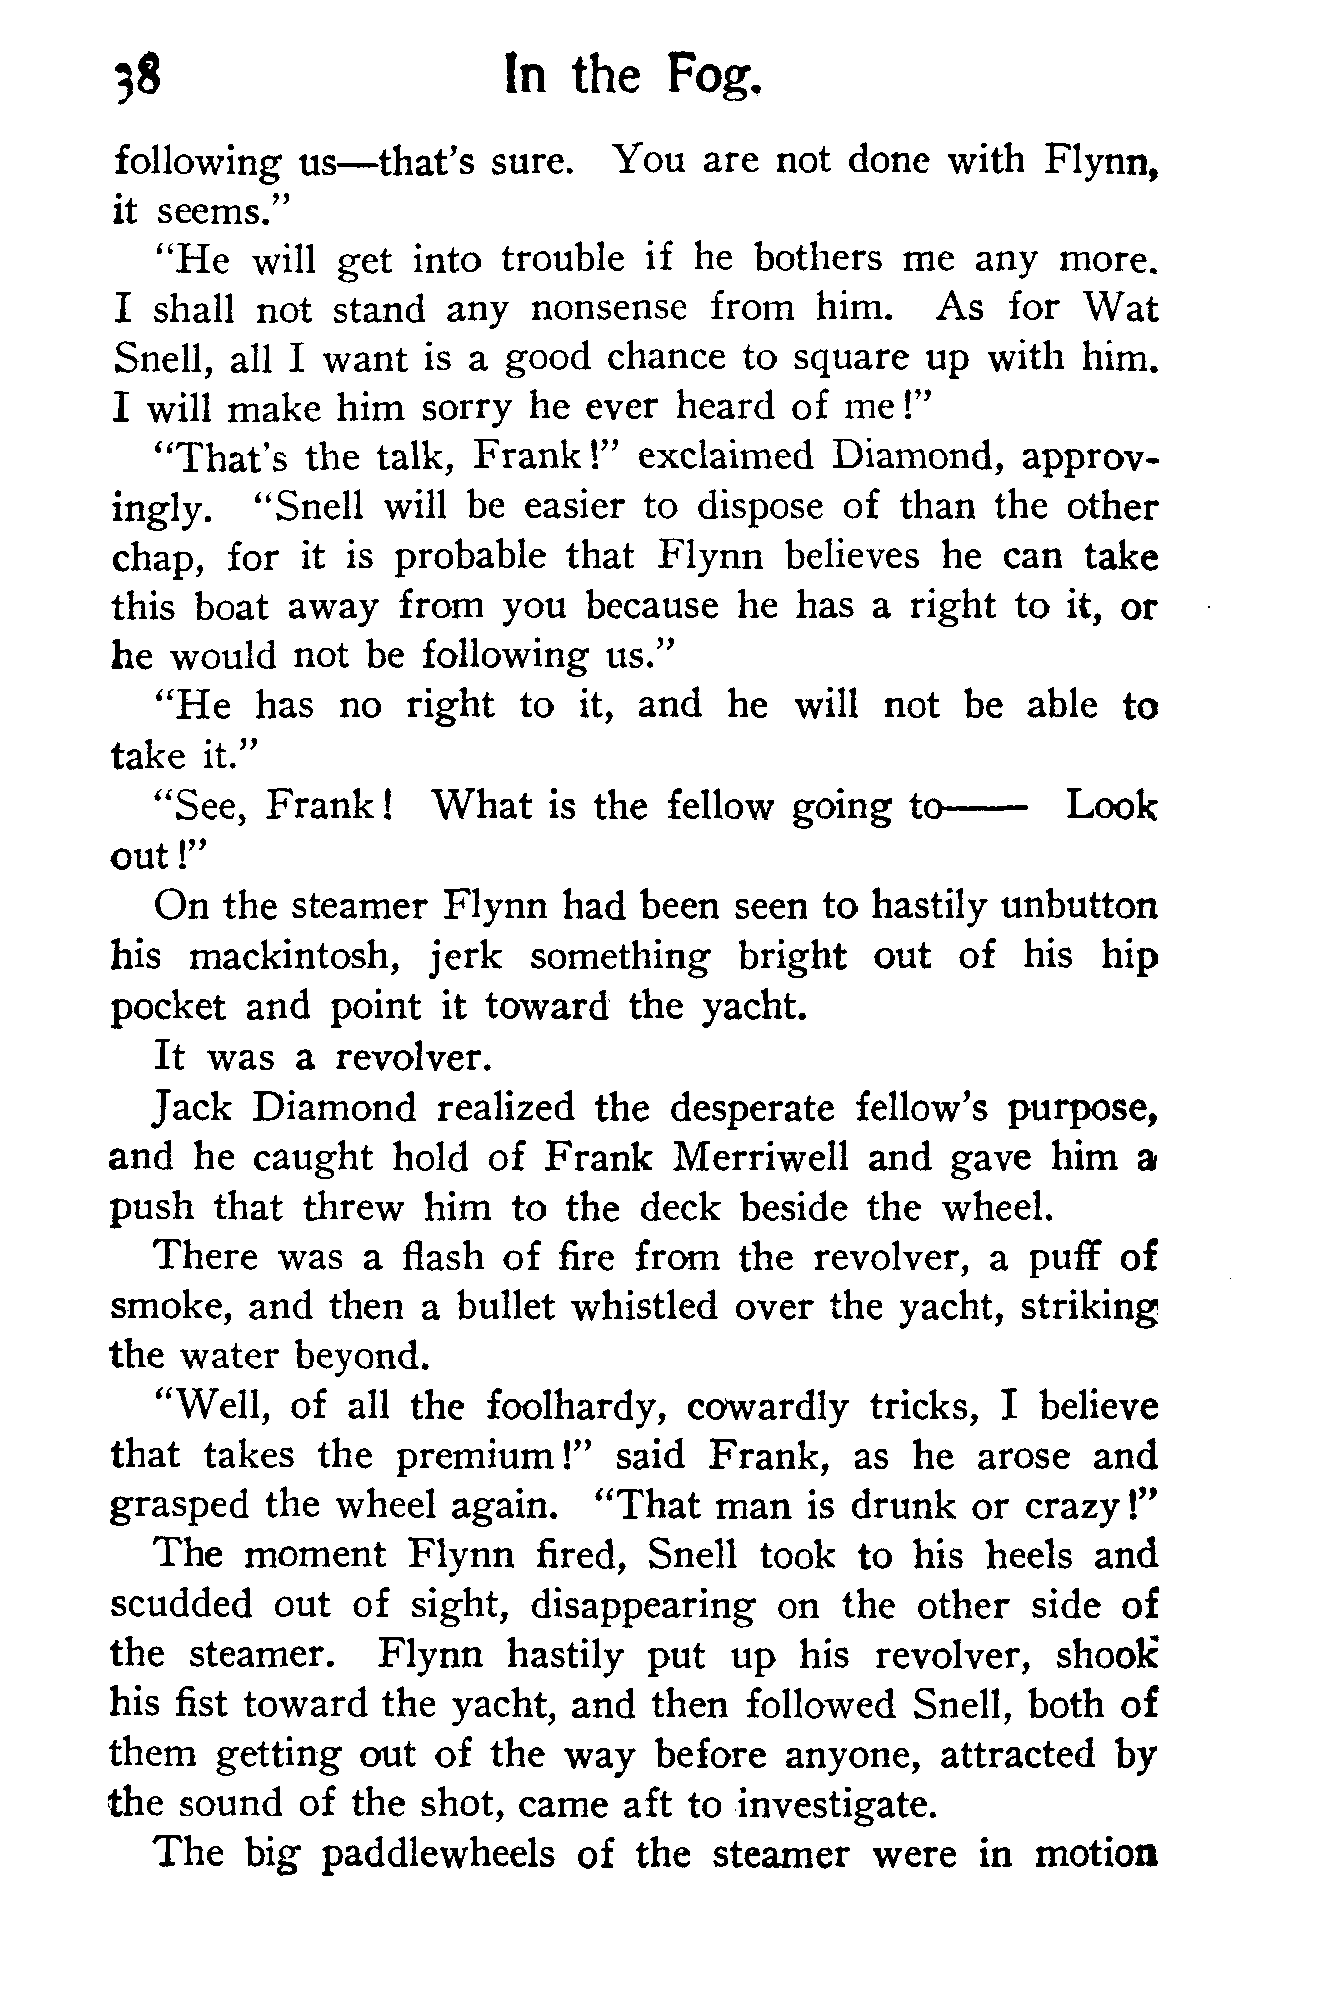 38 In the Fog.
following us—that's sure. You are not done with Flynn,
it seems."
"He will get into trouble if he bothers me any more.
I shall not stand any nonsense from him. As for Wat
Snell, all I want is a good chance to square up with him.
I will make him sorry he ever heard of me!"
"That's the talk, Frank!" exclaimed Diamond, approv-
ingly. "Snell will be easier to dispose of than the other
chap, for it is probable that Flynn believes he can take
this boat away from you because he has a right to it, or
he would not be following us."
"He has no right to it, and he will not be able to
take it."
"See, Frank! What is the fellow going to—— Look
out!"
On the steamer Flynn had been seen to hastily unbutton
his mackintosh, jerk something bright out of his hip
pocket and point it toward the yacht.
It was a revolver.
Jack Diamond realized the desperate fellow's purpose,
and he caught hold of Frank Merriwell and gave him a
push that threw him to the deck beside the wheel.
There was a flash of fire from the revolver, a puff of
smoke, and then a bullet whistled over the yacht, striking
the water beyond.
"Well, of all the foolhardy, cowardly tricks, I believe
that takes the premium!" said Frank, as he arose and
grasped the wheel again. "That man is drunk or crazy!"
The moment Flynn fired, Snell took to his heels and
scudded out of sight, disappearing on the other side of
the steamer. Flynn hastily put up his revolver, shook
his fist toward the yacht, and then followed Snell, both of
them getting out of the way before anyone, attracted by
the sound of the shot, came aft to investigate.
The big paddlewheels of the steamer were in motion